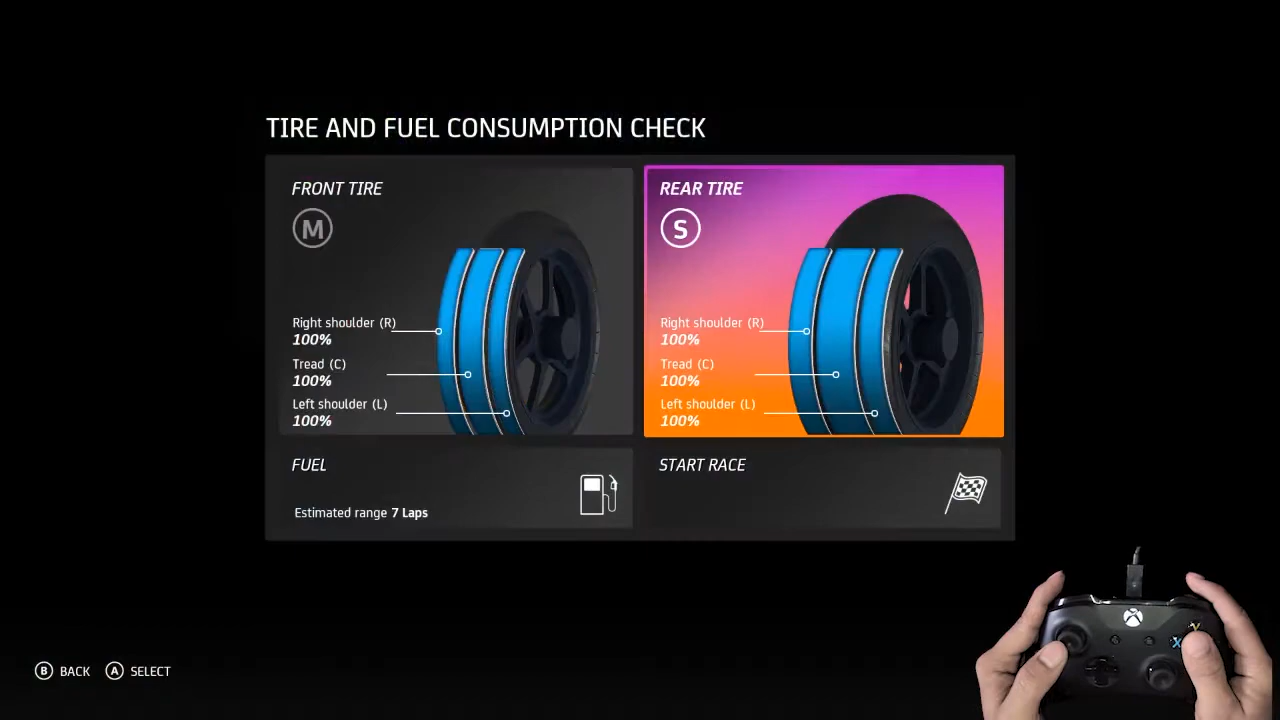 TIRE AND FUEL CONSUMPTION CHECK
FRONT TIRE
M
Right shoulder (R)
100%
Tread (C)
100%
Left shoulder (L)
100%
REAR TIRE
S
Right shoulder (R)
100%
Tread (C)
100%
Left shoulder (L)
100%
FUEL
Estimated range 7 Laps
START RACE
B BACK A SELECT
Y
X